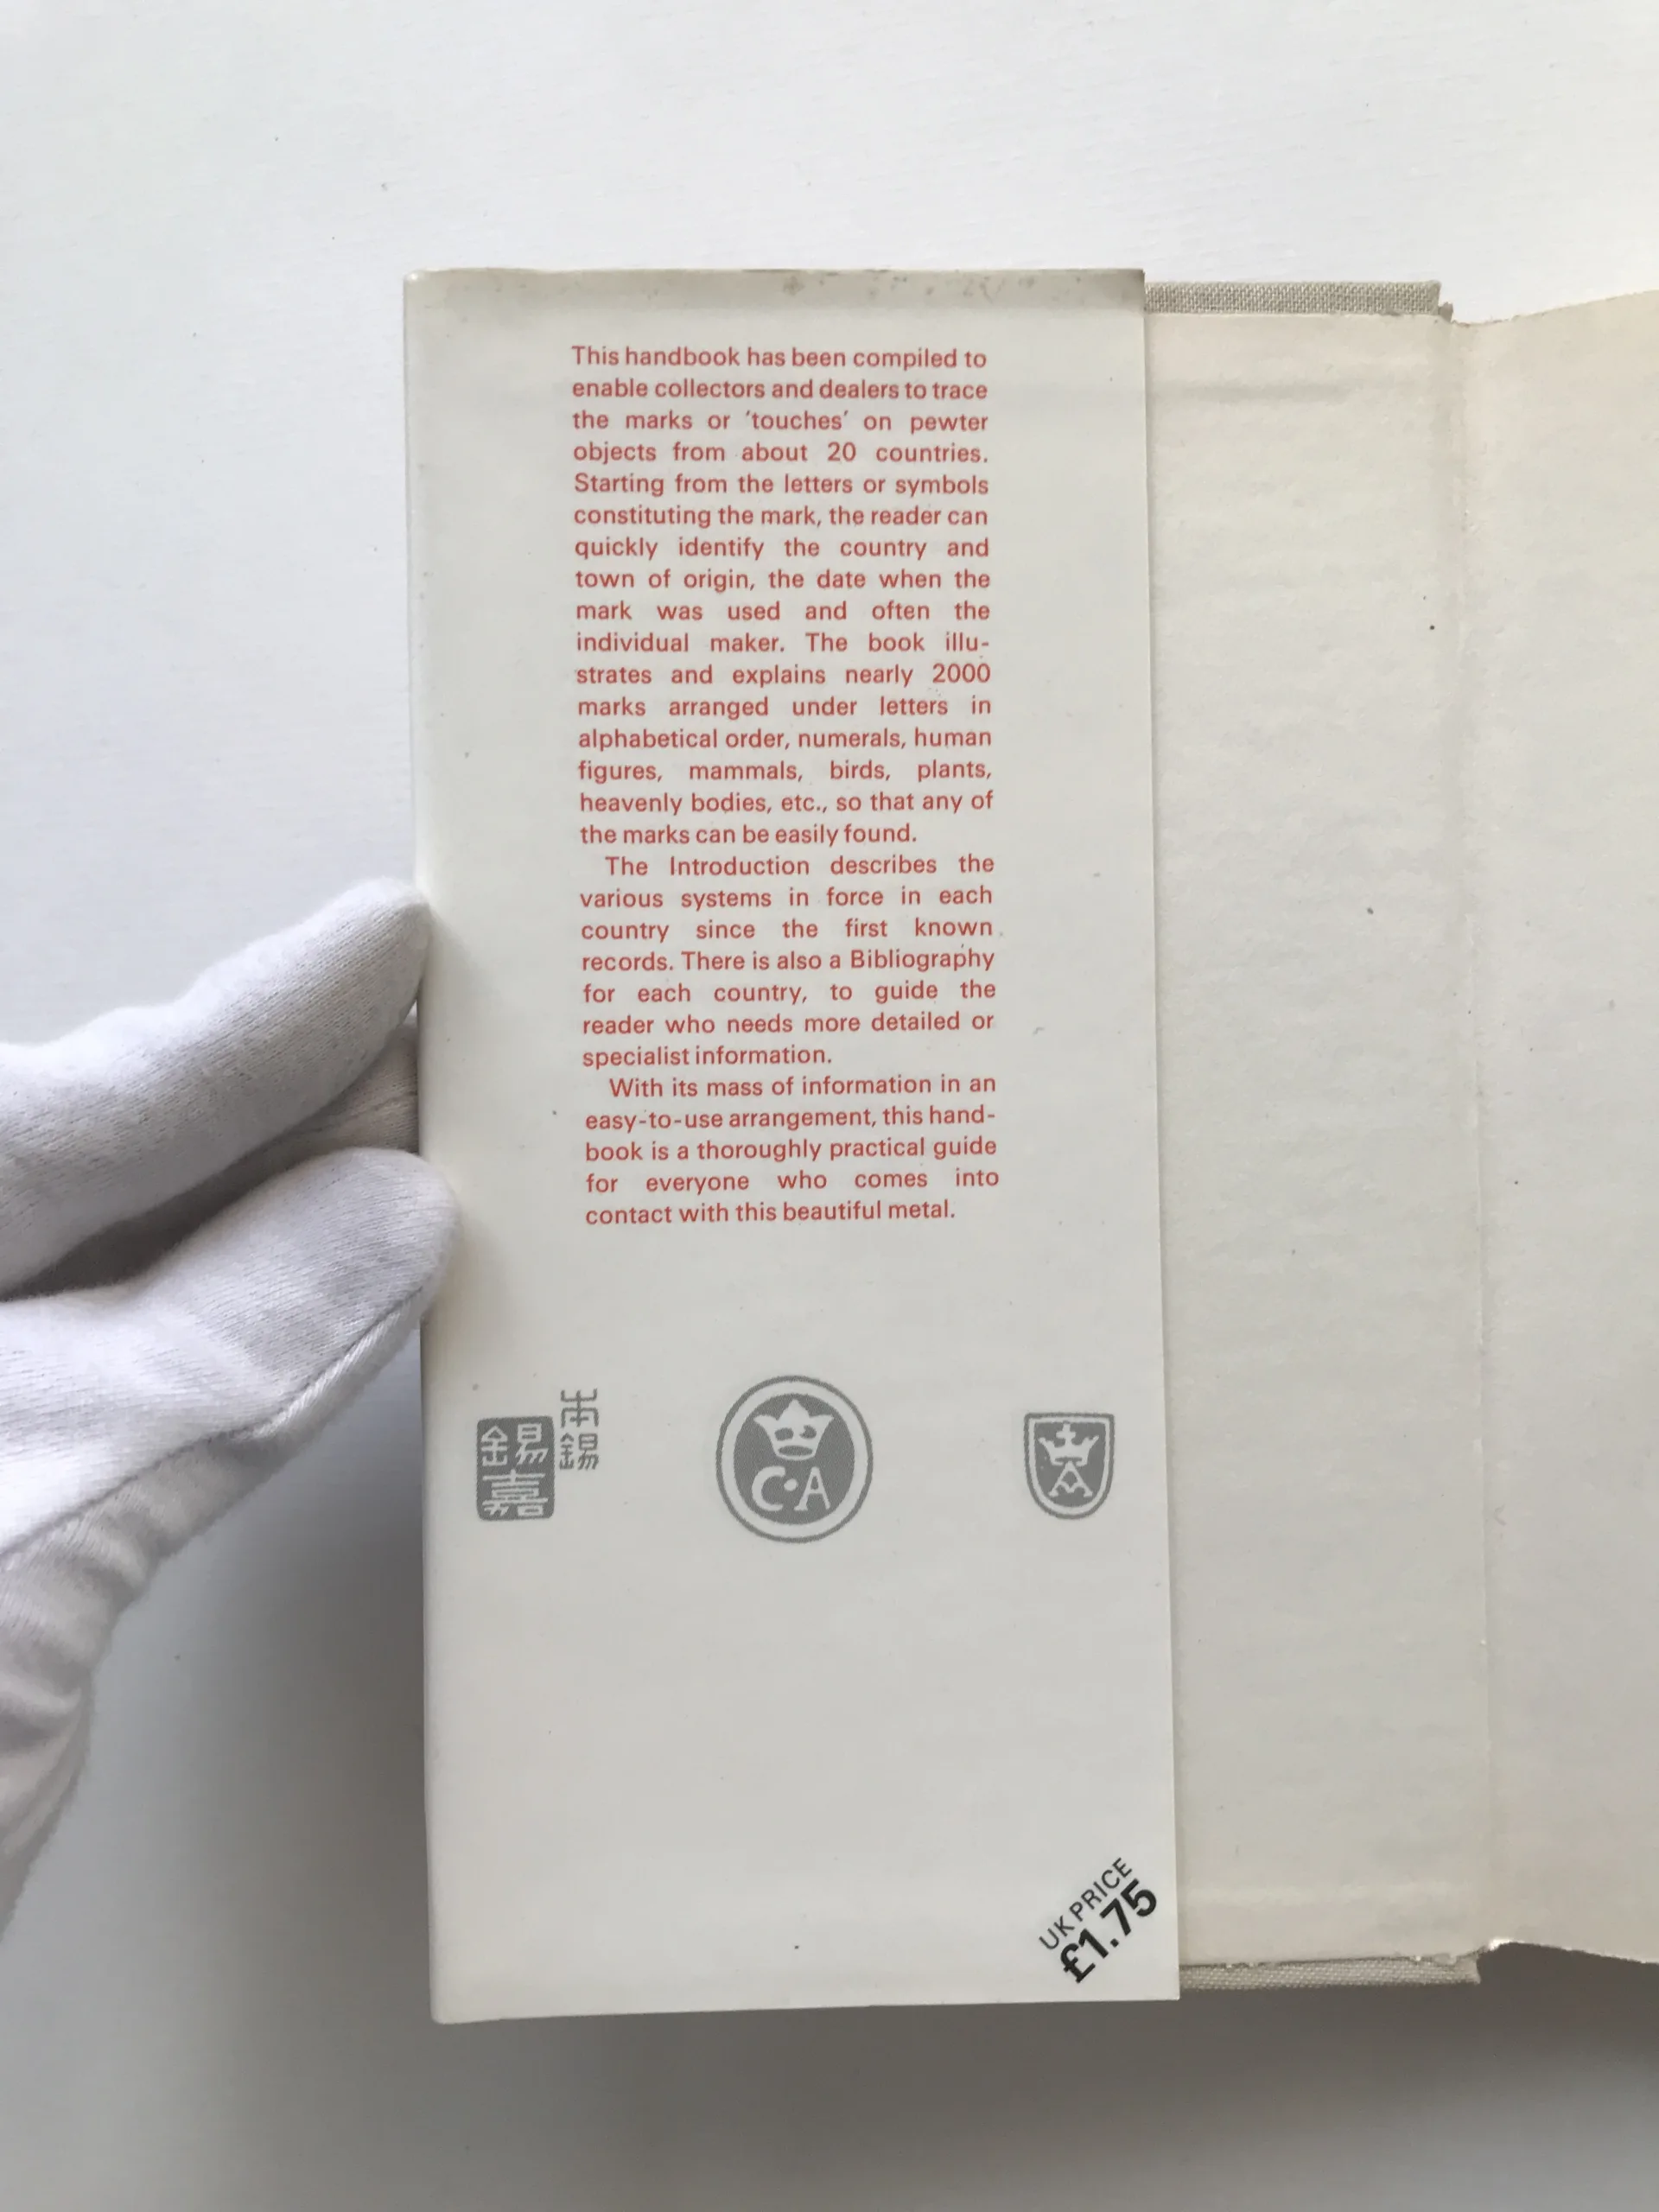 This handbook has been compiled to
enable collectors and dealers to trace
the marks or ‘touches’ on pewter
objects from about 20 countries.
Starting from the letters or symbols
constituting the mark, the reader can
quickly identify the country and
town of origin, the date when the
mark was used and often the
individual maker. The book illu-
strates and explains nearly 2000
marks arranged under letters in
alphabetical order, numerals, human
figures, mammals, birds, plants,
heavenly bodies, etc., so that any of
the marks can be easily found.
The Introduction describes the
various systems in force in each
country since the first known
records. There is also a Bibliography
for each country, to guide the
reader who needs more detailed or
specialist information.
With its mass of information in an
easy-to-use arrangement, this hand-
book is a thoroughly practical guide
for everyone who comes into
contact with this beautiful metal.
錫
嘉
C·A
A
UK PRICE
£1.75